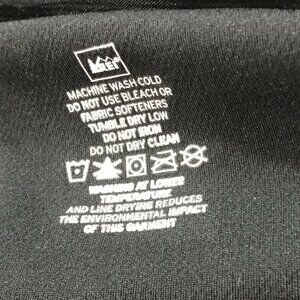 REI
MACHINE WASH COLD
DO NOT USE BLEACH OR
FABRIC SOFTENERS
TUMBLE DRY LOW
DO NOT IRON
DO NOT DRY CLEAN
WASHING AT LOWER
TEMPERATURE
AND LINE DRYING REDUCES
THE ENVIRONMENTAL IMPACT
OF THIS GARMENT